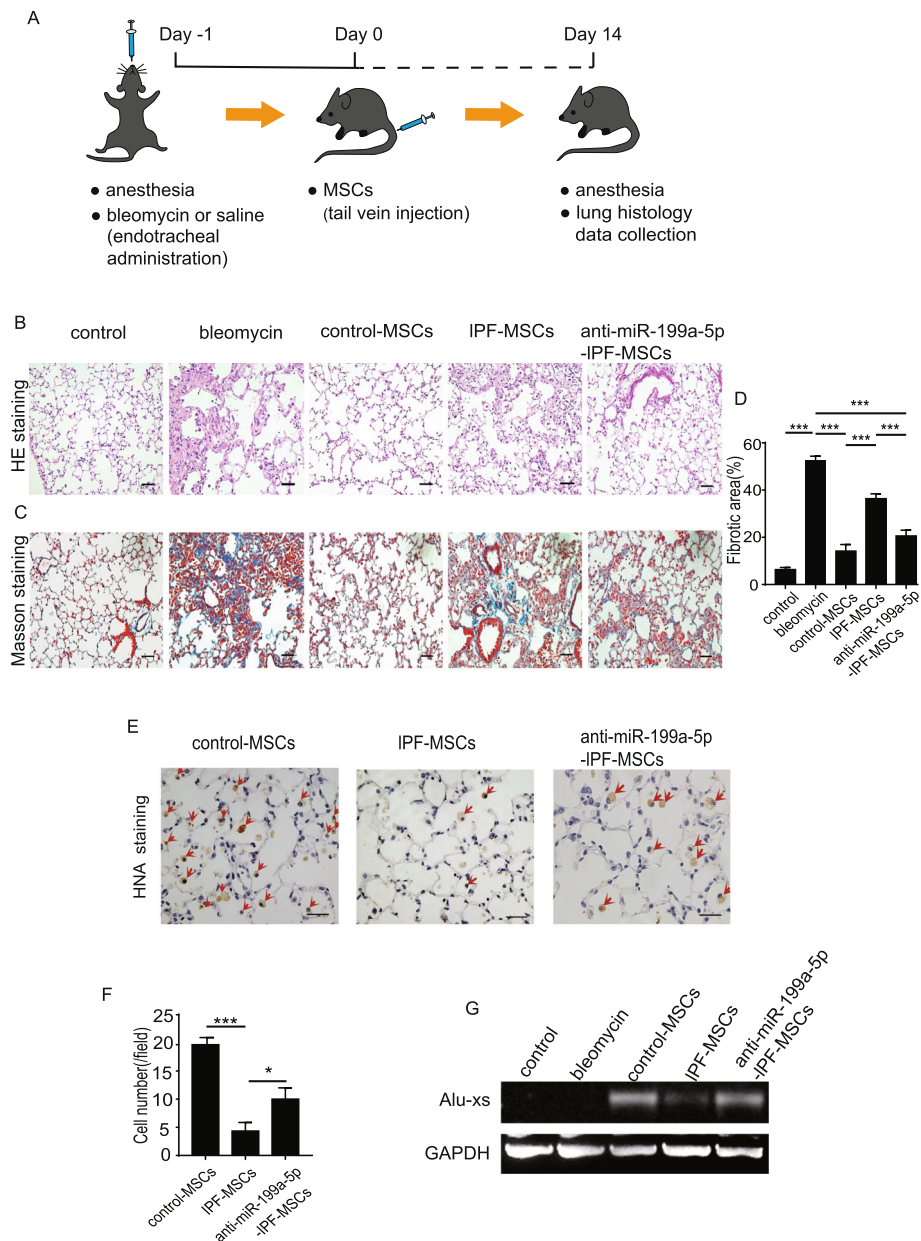 A
Day -1
Day 0
Day 14
● anesthesia
● bleomycin or saline
(endotracheal
administration)
● MSCs
(tail vein injection)
● anesthesia
● lung histology
data collection
B
control
bleomycin
control-MSCs
IPF-MSCs
anti-miR-199a-5p
-IPF-MSCs
HE staining
C
Masson staining
D
***
***
***
***
***
Fibrotic area(%)
60
40
20
0
control
bleomycin
control-MSCs
IPF-MSCs
anti-miR-199a-5p
-IPF-MSCs
E
control-MSCs
IPF-MSCs
anti-miR-199a-5p
-IPF-MSCs
HNA staining
F
Cell number(/field)
25
20
15
10
5
0
***
*
control-MSCs
IPF-MSCs
anti-miR-199a-5p
-IPF-MSCs
G
control
bleomycin
control-MSCs
IPF-MSCs
anti-miR-199a-5p
-IPF-MSCs
Alu-xs
GAPDH